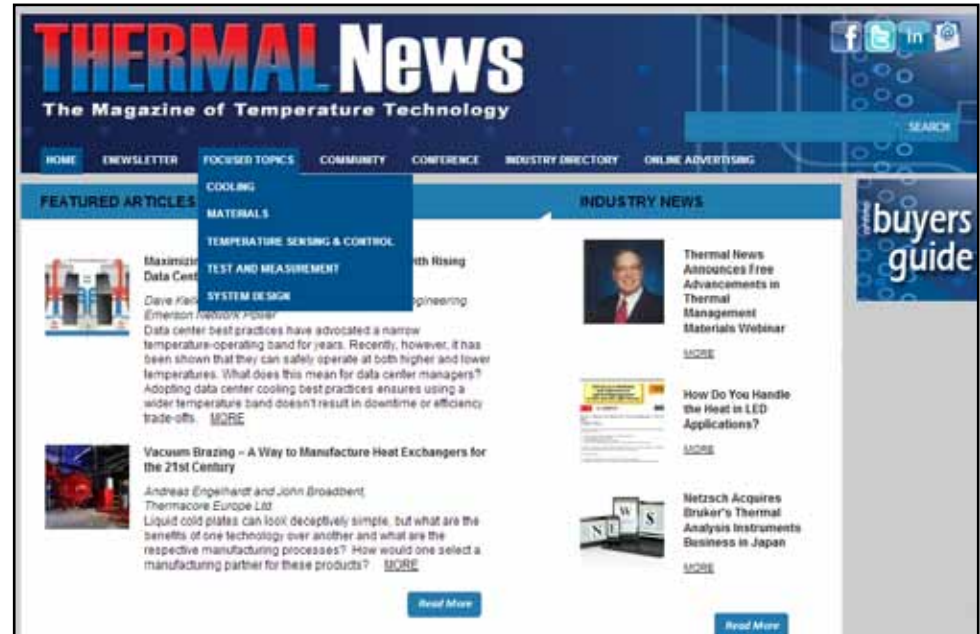 THERMAL News
The Magazine of Temperature Technology
SEARCH
HOME ENEWSLETTER FOCUSED TOPICS COMMUNITY CONFERENCE INDUSTRY DIRECTORY ONLINE ADVERTISING
COOLING
MATERIALS
TEMPERATURE SENSING & CONTROL
TEST AND MEASUREMENT
SYSTEM DESIGN
FEATURED ARTICLES
with Rising
Data
Dave
Emerson Network Power
Data center best practices have advocated a narrow
temperature-operating band for years. Recently, however, it has
been shown that they can safely operate at both higher and lower
temperatures. What does this mean for data center managers?
Adopting data center cooling best practices ensures using a
wider temperature band doesn't result in downtime or efficiency
trade-offs. MORE
Vacuum Brazing – A Way to Manufacture Heat Exchangers for
the 21st Century
Andreas Engelhardt and John Broadbent,
Thermacore Europe Ltd
Liquid cold plates can look deceptively simple, but what are the
benefits of one technology over another and what are the
respective manufacturing processes? How would one select a
manufacturing partner for these products? MORE
Read More
INDUSTRY NEWS
Thermal News
Announces Free
Advancements in
Thermal
Management
Materials Webinar
MORE
How Do You Handle
the Heat in LED
Applications?
MORE
NEWS
Netzsch Acquires
Bruker's Thermal
Analysis Instruments
Business in Japan
MORE
Read More
buyers
guide